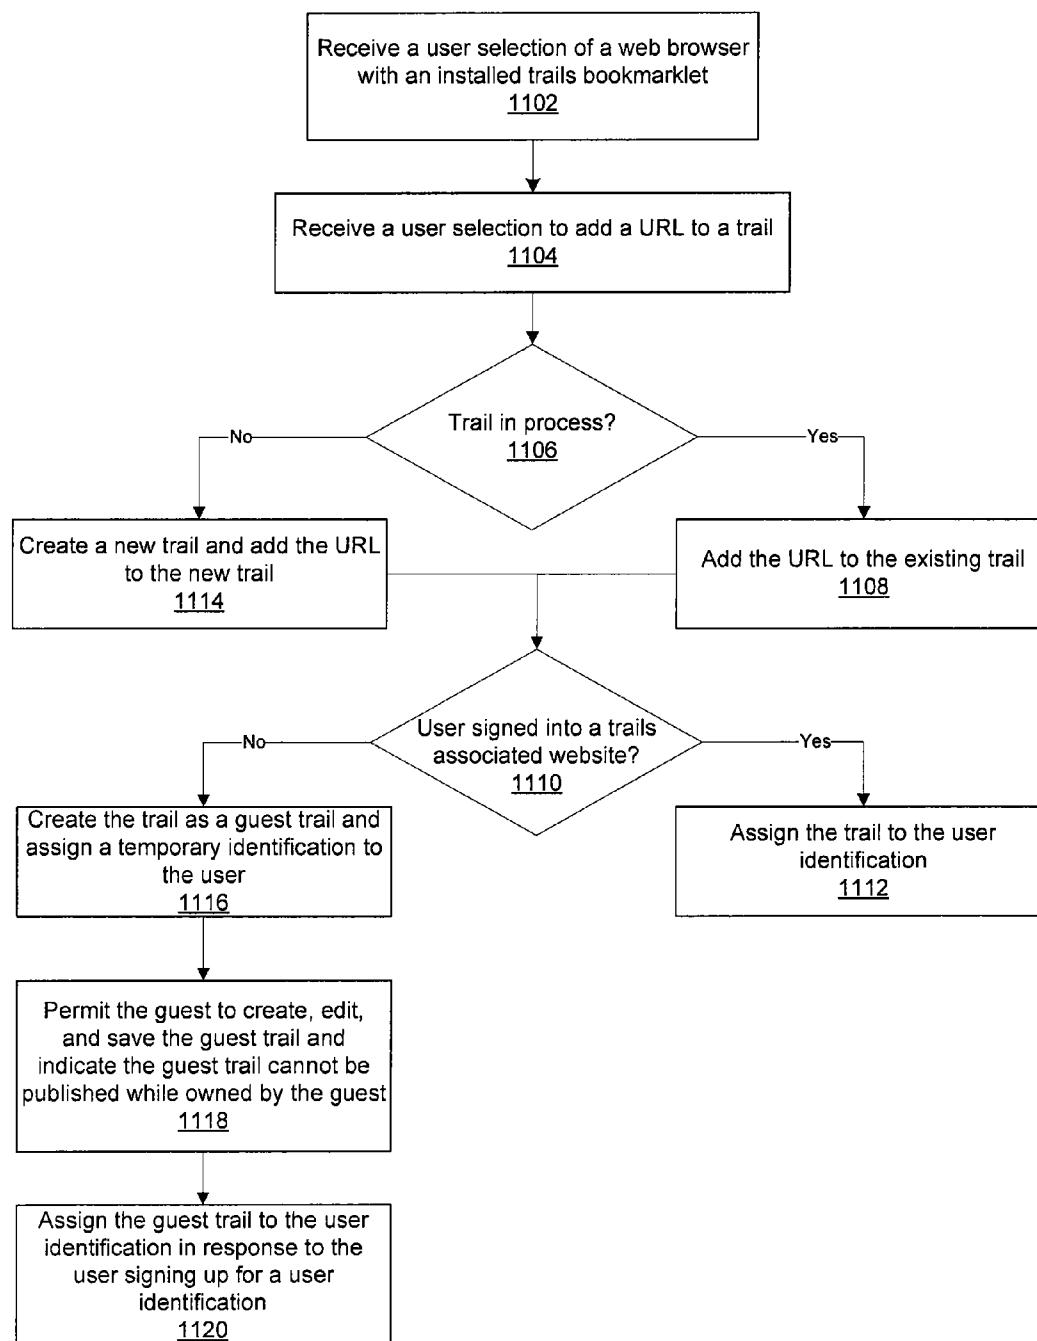 Receive a user selection of a web browser
with an installed trails bookmarklet
1102
Receive a user selection to add a URL to a trail
1104
Trail in process?
1106
No
Yes
Create a new trail and add the URL
to the new trail
1114
Add the URL to the existing trail
1108
User signed into a trails
associated website?
1110
No
Yes
Create the trail as a guest trail and
assign a temporary identification to
the user
1116
Assign the trail to the user
identification
1112
Permit the guest to create, edit,
and save the guest trail and
indicate the guest trail cannot be
published while owned by the guest
1118
Assign the guest trail to the user
identification in response to the
user signing up for a user
identification
1120